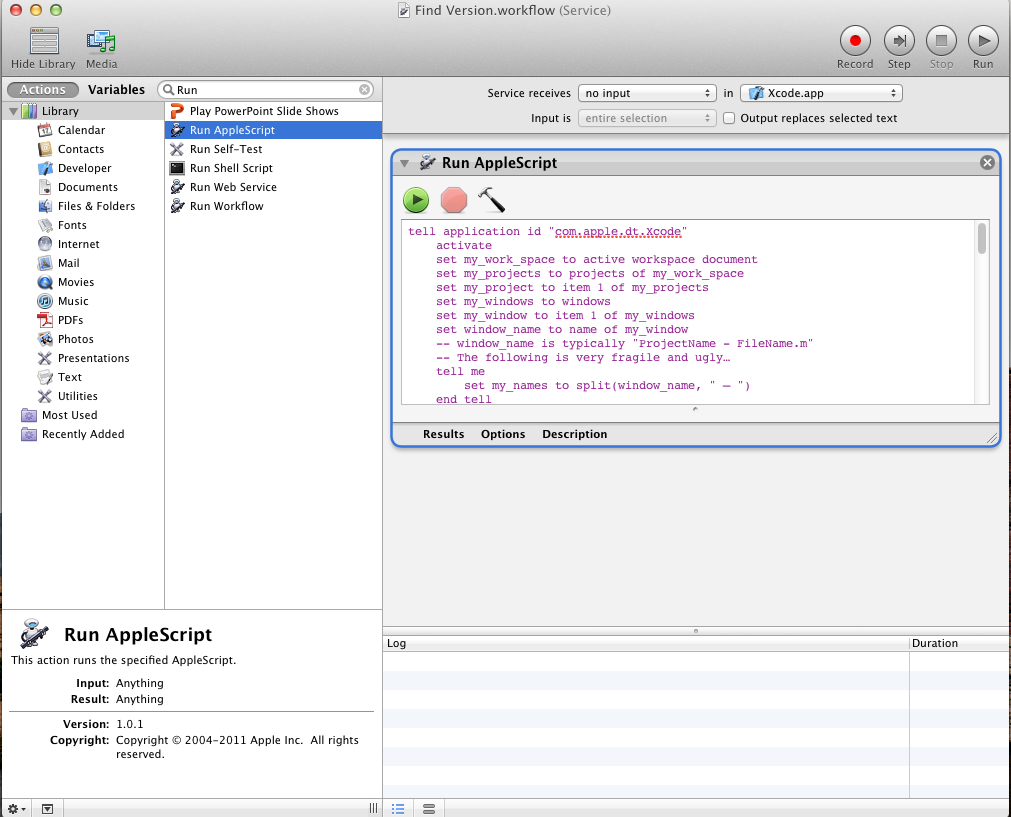 Find Version.workflow (Service)
Hide Library Media Record Step Stop Run
Actions Variables Run
Service receives no input in Xcode.app
Input is entire selection Output replaces selected text
Library
Calendar
Contacts
Developer
Documents
Files & Folders
Fonts
Internet
Mail
Movies
Music
PDFs
Photos
Presentations
Text
Utilities
Most Used
Recently Added
Play PowerPoint Slide Shows
Run AppleScript
Run Self-Test
Run Shell Script
Run Web Service
Run Workflow
Run AppleScript
tell application id "com.apple.dt.Xcode"
activate
set my_work_space to active workspace document
set my_projects to projects of my_work_space
set my_project to item 1 of my_projects
set my_windows to windows
set my_window to item 1 of my_windows
set window_name to name of my_window
-- window_name is typically "ProjectName - FileName.m"
-- The following is very fragile and ugly…
tell me
set my_names to split(window_name, " — ")
end tell
Results Options Description
Run AppleScript
This action runs the specified AppleScript.
Input: Anything
Result: Anything
Version: 1.0.1
Copyright: Copyright © 2004-2011 Apple Inc. All rights
reserved.
Log Duration